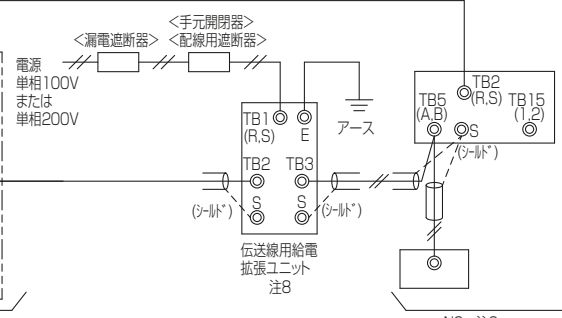 <手元開閉器>
<漏電遮断器>
<配線用遮断器>
電源
単相100V
または
単相200V
TB1
(R,S)
E
アース
TB2
(R,S)
TB5
(A,B)
TB15
(1,2)
S
(シールド)
TB2
TB3
S
S
(シールド)
(シールド)
伝送線用給電
拡張ユニット
注8